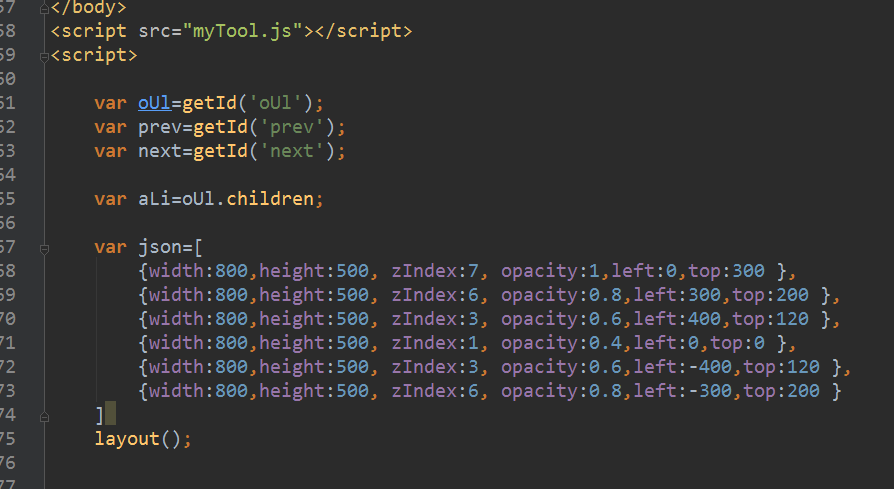 57 </body>
58 <script src="myTool.js"></script>
59 <script>
60
61 var oUl=getId('oUl');
62 var prev=getId('prev');
63 var next=getId('next');
64
65 var aLi=oUl.children;
66
67 var json=[
68 {width:800,height:500, zIndex:7, opacity:1,left:0,top:300 },
69 {width:800,height:500, zIndex:6, opacity:0.8,left:300,top:200 },
70 {width:800,height:500, zIndex:3, opacity:0.6,left:400,top:120 },
71 {width:800,height:500, zIndex:1, opacity:0.4,left:0,top:0 },
72 {width:800,height:500, zIndex:3, opacity:0.6,left:-400,top:120 },
73 {width:800,height:500, zIndex:6, opacity:0.8,left:-300,top:200 }
74 ]
75 layout();
76
77